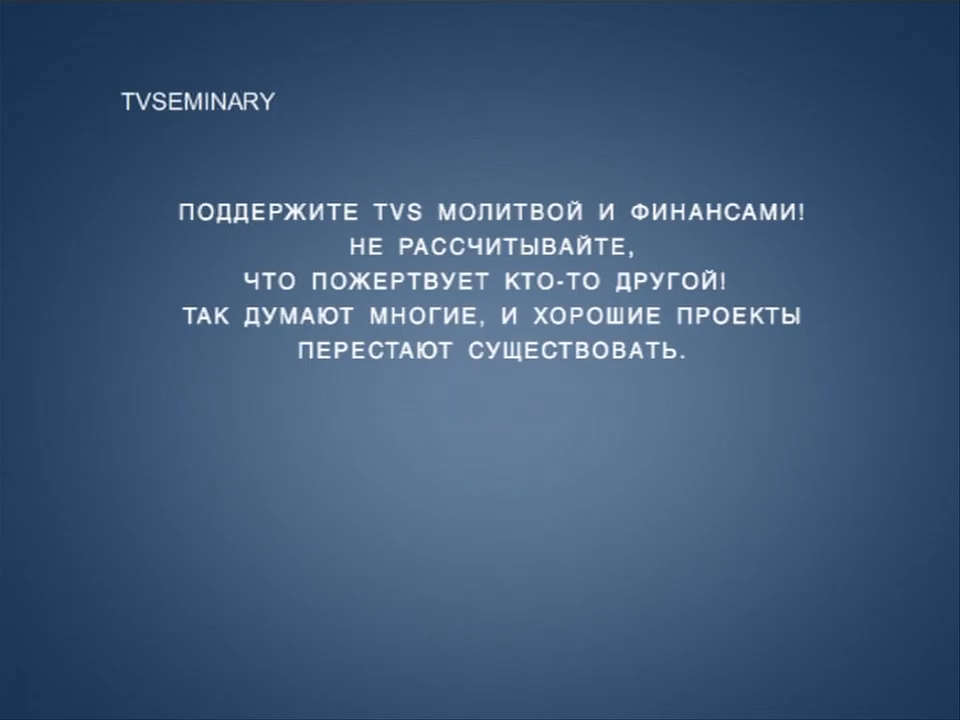 TVSEMINARY
ПОДДЕРЖИТЕ TVS МОЛИТВОЙ И ФИНАНСАМИ!
НЕ РАССЧИТЫВАЙТЕ,
ЧТО ПОЖЕРТВУЕТ КТО-ТО ДРУГОЙ!
ТАК ДУМАЮТ МНОГИЕ, И ХОРОШИЕ ПРОЕКТЫ
ПЕРЕСТАЮТ СУЩЕСТВОВАТЬ.